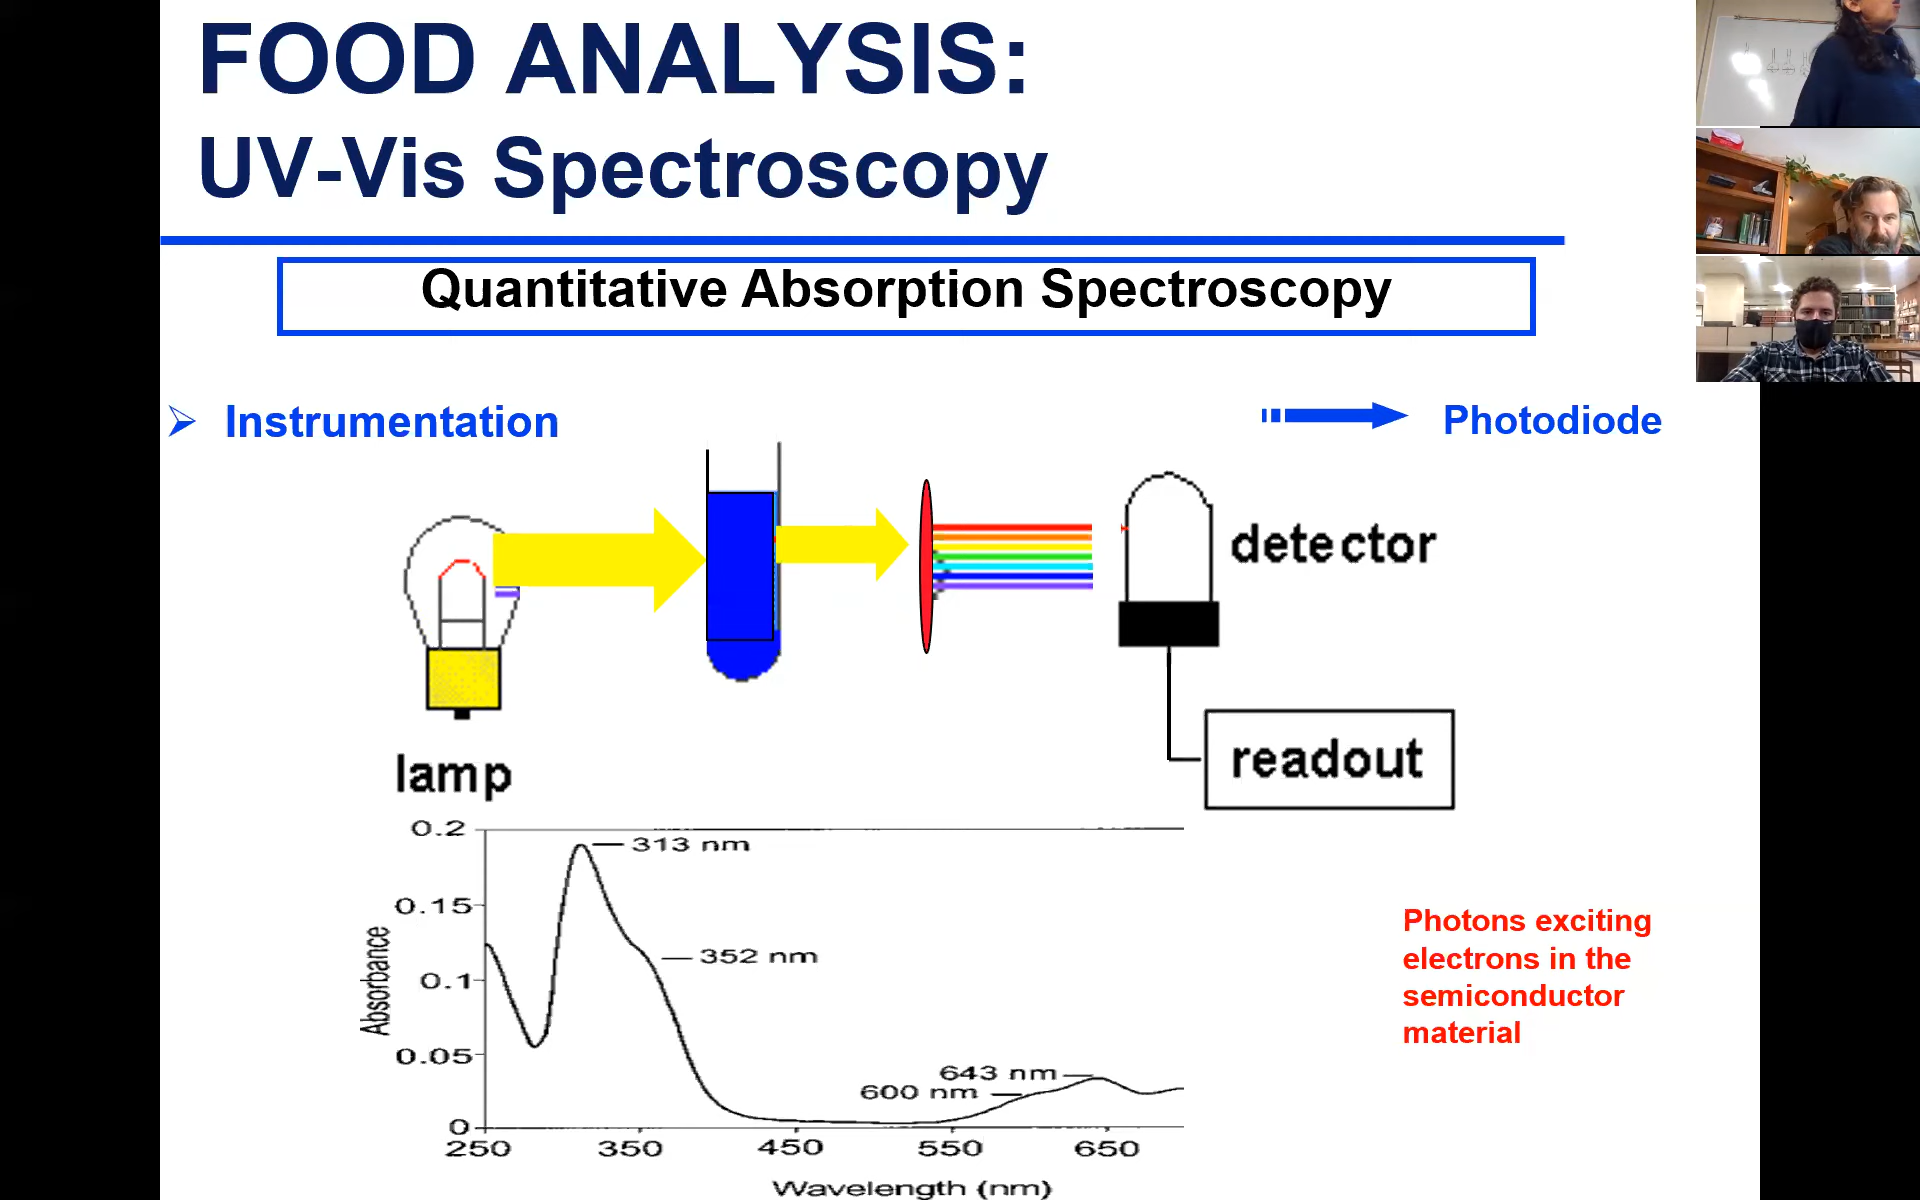 FOOD ANALYSIS:
UV-Vis Spectroscopy
Quantitative Absorption Spectroscopy
Instrumentation
Photodiode
detector
readout
lamp
0.2
313 nm
0.15
352 nm
0.1
Absorbance
0.05
643 nm
600 nm
0
250 350 450 550 650
Wavelength (nm)
Photons exciting
electrons in the
semiconductor
material